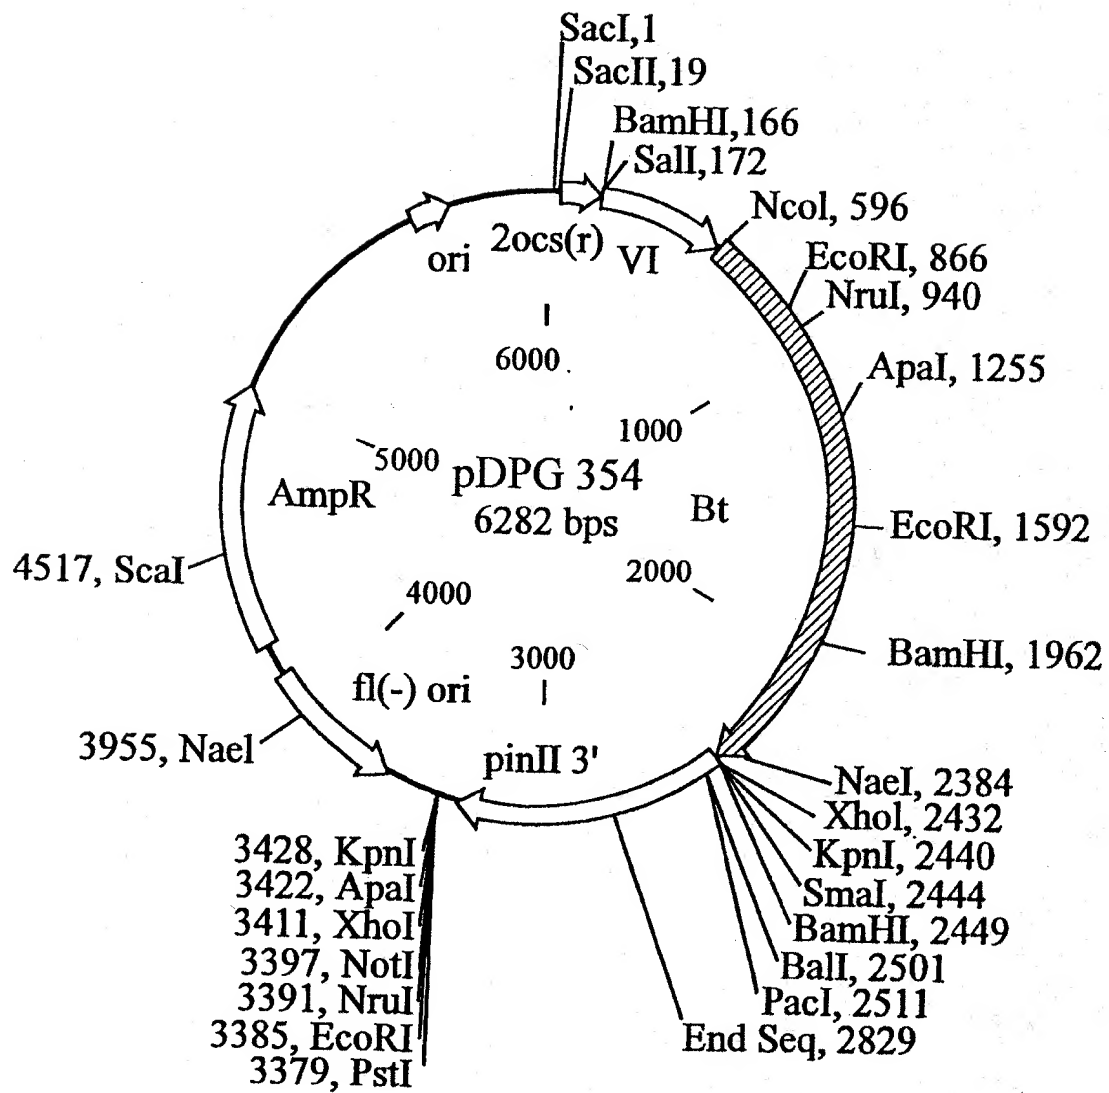 SacI,1
SacII,19
BamHI,166
SalI,172
Ncol, 596
EcoRI, 866
NruI, 940
ApaI, 1255
EcoRI, 1592
BamHI, 1962
NaeI, 2384
Xhol, 2432
KpnI, 2440
SmaI, 2444
BamHI, 2449
BalI, 2501
PacI, 2511
End Seq, 2829
3379, PstI
3385, EcoRI
3391, NruI
3397, NotI
3411, XhoI
3422, ApaI
3428, KpnI
3955, Nael
4517, ScaI
ori
2ocs(r)
VI
Bt
pinII 3'
fl(-) ori
AmpR
6000
1000
2000
3000
4000
5000
pDPG 354
6282 bps